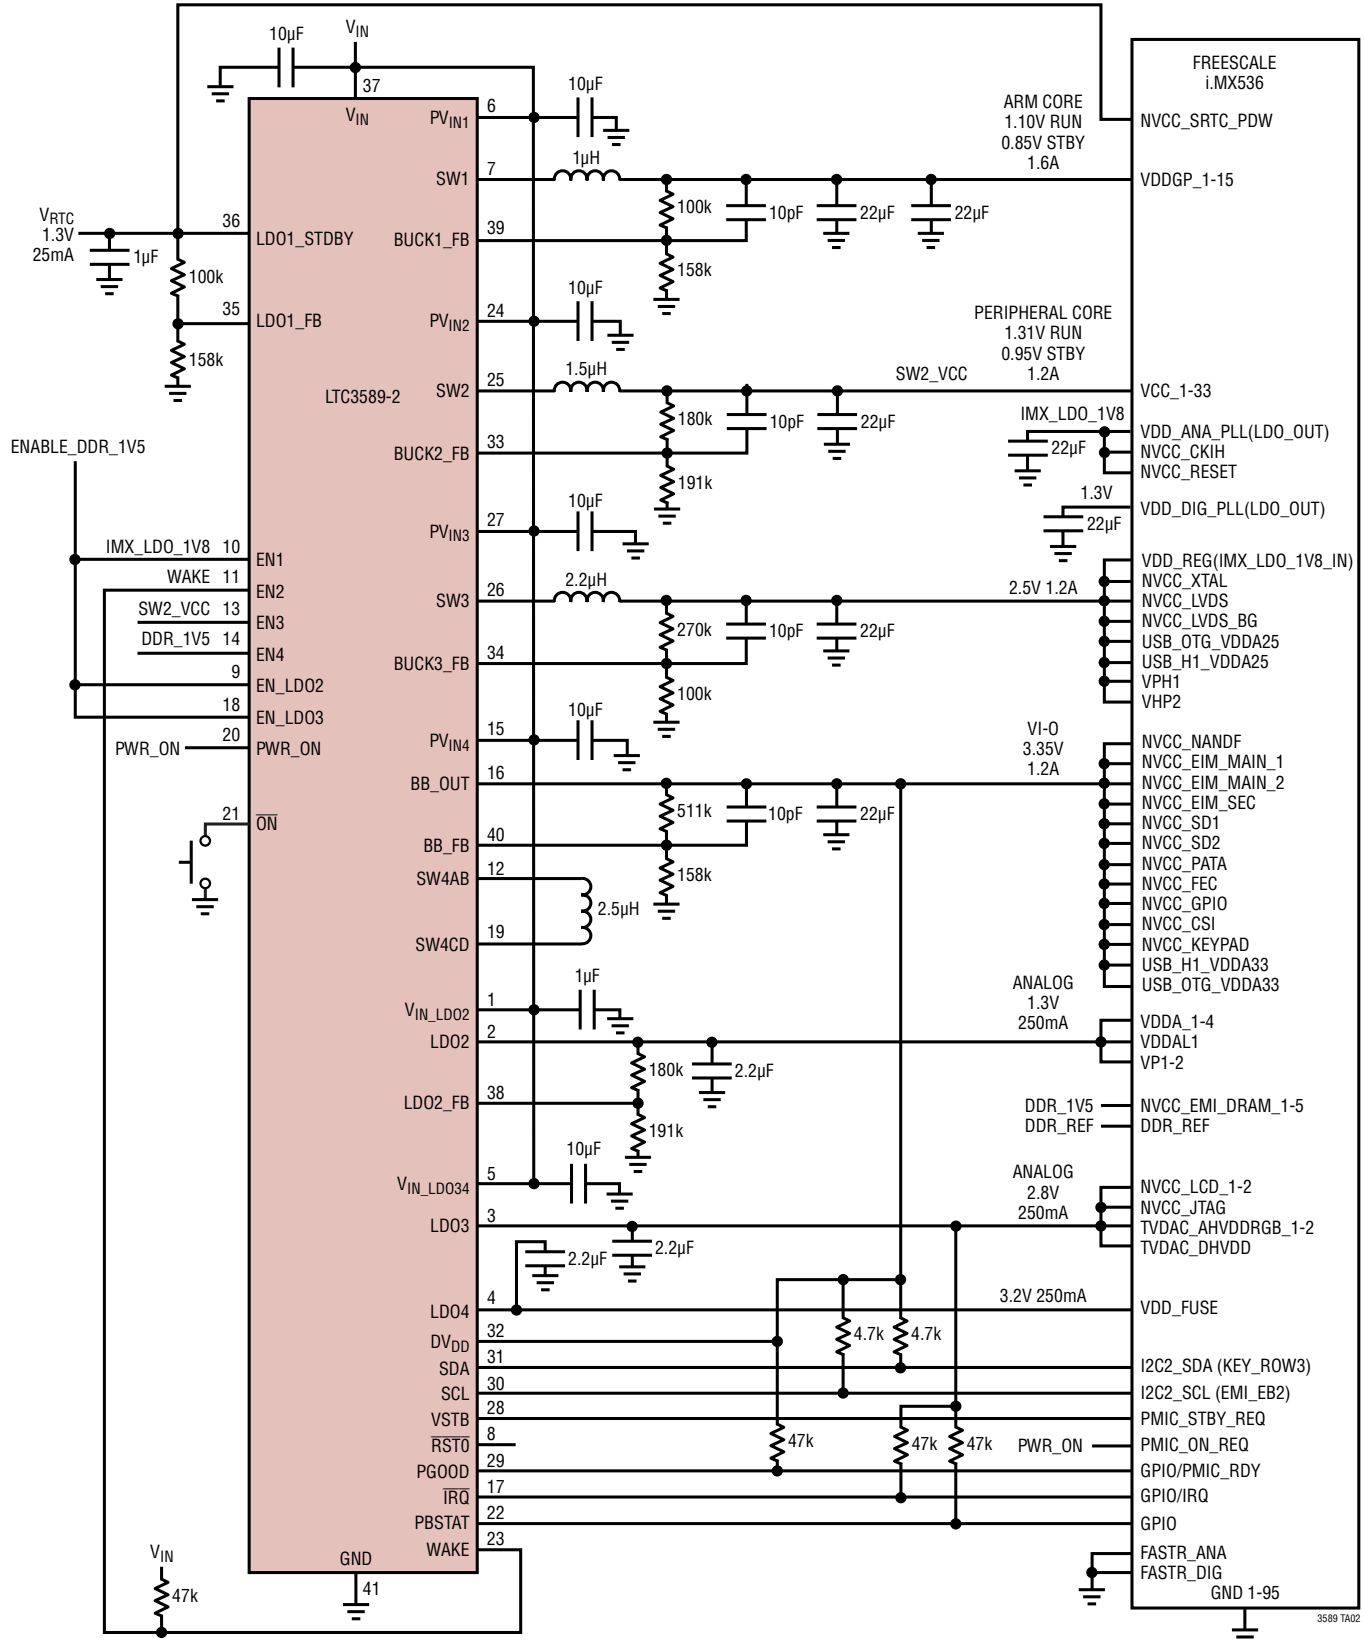 10µF
VIN
37
VIN
FREESCALE
i.MX536
NVCC_SRTC_PDW
PVIN1
6
10µF
ARM CORE
1.10V RUN
0.85V STBY
1.6A
SW1
7
1µH
VDDGP_1-15
100k
10pF
22µF
22µF
BUCK1_FB
39
158k
VRTC
1.3V
25mA
1µF
36
LDO1_STDBY
100k
35
LDO1_FB
158k
LTC3589-2
PVIN2
24
10µF
PERIPHERAL CORE
1.31V RUN
0.95V STBY
1.2A
SW2
25
1.5µH
SW2_VCC
VCC_1-33
180k
10pF
22µF
BUCK2_FB
33
191k
IMX_LDO_1V8
22µF
VDD_ANA_PLL(LDO_OUT)
NVCC_CKIH
NVCC_RESET
1.3V
22µF
VDD_DIG_PLL(LDO_OUT)
ENABLE_DDR_1V5
PVIN3
27
10µF
IMX_LDO_1V8
10
EN1
WAKE
11
EN2
SW2_VCC
13
EN3
DDR_1V5
14
EN4
9
EN_LDO2
18
EN_LDO3
PWR_ON
20
PWR_ON
21
ON
SW3
26
2.2µH
2.5V 1.2A
270k
10pF
22µF
BUCK3_FB
34
100k
VDD_REG(IMX_LDO_1V8_IN)
NVCC_XTAL
NVCC_LVDS
NVCC_LVDS_BG
USB_OTG_VDDA25
USB_H1_VDDA25
VPH1
VHP2
PVIN4
15
10µF
VI-O
3.35V
1.2A
BB_OUT
16
511k
10pF
22µF
BB_FB
40
158k
SW4AB
12
2.5µH
SW4CD
19
NVCC_NANDF
NVCC_EIM_MAIN_1
NVCC_EIM_MAIN_2
NVCC_EIM_SEC
NVCC_SD1
NVCC_SD2
NVCC_PATA
NVCC_FEC
NVCC_GPIO
NVCC_CSI
NVCC_KEYPAD
USB_H1_VDDA33
USB_OTG_VDDA33
VIN_LDO2
1
1µF
ANALOG
1.3V
250mA
LDO2
2
180k
2.2µF
LDO2_FB
38
191k
VDDA_1-4
VDDAL1
VP1-2
DDR_1V5
NVCC_EMI_DRAM_1-5
DDR_REF
DDR_REF
VIN_LDO34
5
10µF
ANALOG
2.8V
250mA
LDO3
3
2.2µF
2.2µF
NVCC_LCD_1-2
NVCC_JTAG
TVDAC_AHVDDRGB_1-2
TVDAC_DHVDD
LDO4
4
3.2V 250mA
VDD_FUSE
DVDD
32
4.7k
4.7k
SDA
31
I2C2_SDA (KEY_ROW3)
SCL
30
I2C2_SCL (EMI_EB2)
VSTB
28
PMIC_STBY_REQ
RSTO
8
47k
47k
47k
PWR_ON
PMIC_ON_REQ
PGOOD
29
GPIO/PMIC_RDY
IRQ
17
GPIO/IRQ
PBSTAT
22
GPIO
WAKE
23
GND
41
VIN
47k
FASTR_ANA
FASTR_DIG
GND 1-95
3589 TA02